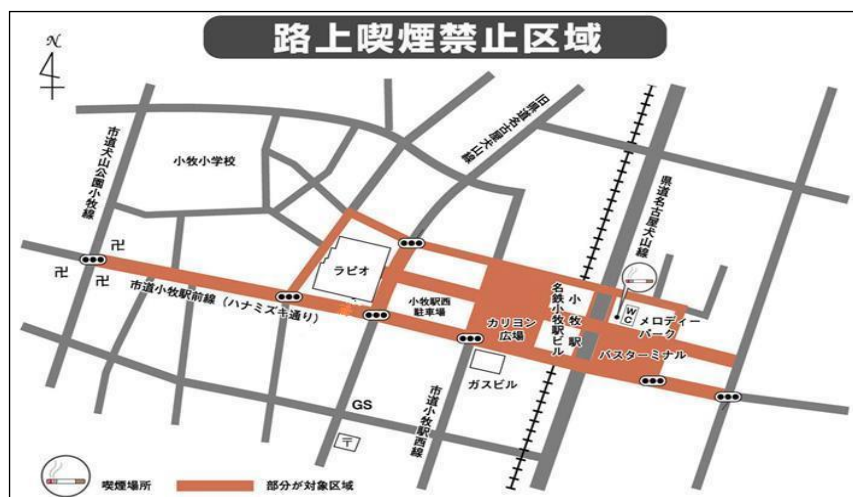 路上喫煙禁止区域
N
旧県道名古屋犬山線
市道犬山公園小牧線
小牧小学校
県道名古屋犬山線
卍
卍
卍
ラピオ
市道小牧駅前線（ハナミズキ通り）
小牧駅西
駐車場
カリヨン
広場
名鉄小牧駅ビル
小牧駅
WC
メロディー
パーク
バスターミナル
ガスビル
市道小牧駅西線
GS
〒
喫煙場所
部分が対象区域